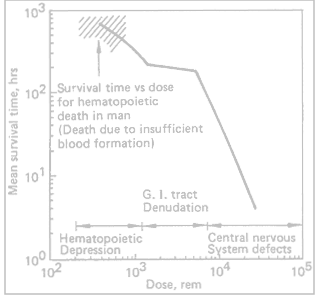 10³
10²
10¹
10⁰
Mean survival time, hrs
Survival time vs dose
for hematopoietic
death in man
(Death due to insufficient
blood formation)
G. I. tract
Denudation
Hematopoietic
Depression
Central nervous
System defects
10² 10³ 10⁴ 10⁵
Dose, rem